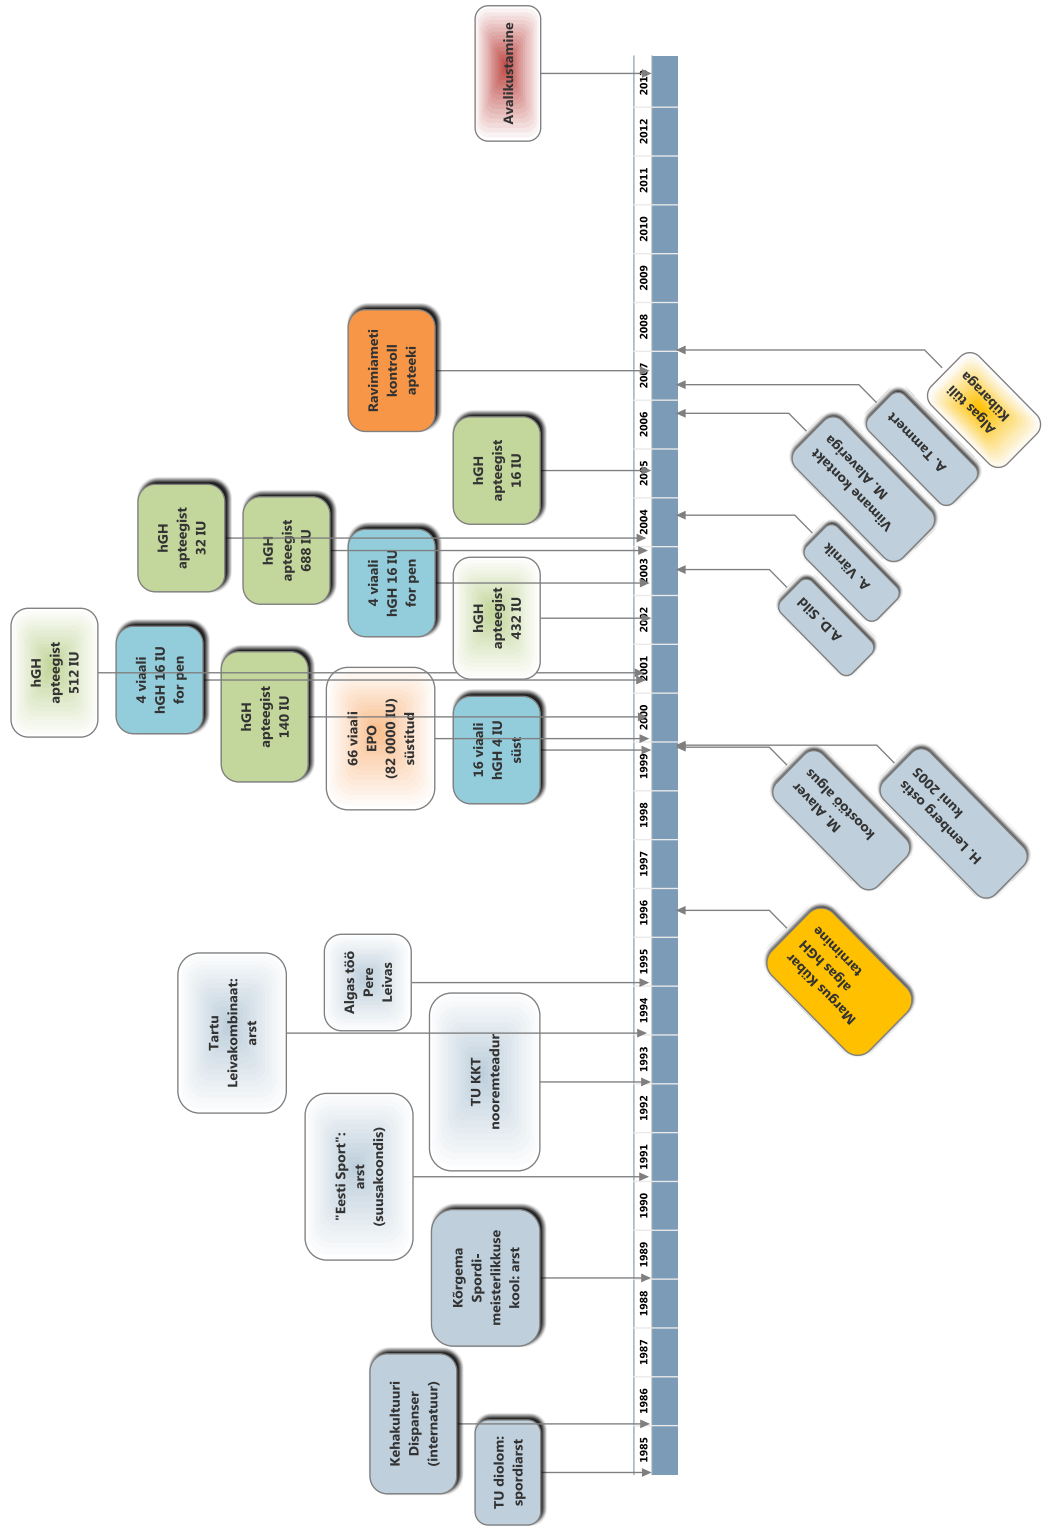 TU diolom:
spordiarst
Kehakultuuri
Dispanser
(internatuur)
Kõrgema
Spordi-
meisterlikkuse
kool: arst
"Eesti Sport":
arst
(suusakoondis)
TU KKT
nooremteadur
Tartu
Leivakombinaat:
arst
Algas töö
Pere
Leivas
16 viaali
hGH 4 IU
süst
66 viaali
EPO
(82 0000 IU)
süstitud
hGH
apteegist
140 IU
4 viaali
hGH 16 IU
for pen
hGH
apteegist
512 IU
hGH
apteegist
432 IU
4 viaali
hGH 16 IU
for pen
hGH
apteegist
688 IU
hGH
apteegist
32 IU
hGH
apteegist
16 IU
Ravimiameti
kontroll
apteeki
Avalikustamine
1985
1986
1987
1988
1989
1990
1991
1992
1993
1994
1995
1996
1997
1998
1999
2000
2001
2002
2003
2004
2005
2006
2007
2008
2009
2010
2011
2012
2013
Margus Kübar
algas hGH
tarnimine
M. Alaver
koostöö algus
H. Lemberg ostis
kuni 2005
A.D. Sild
A. Värnik
Viimane kontakt
M. Alaveriga
A. Tammert
Algas tüli
Kübaraga